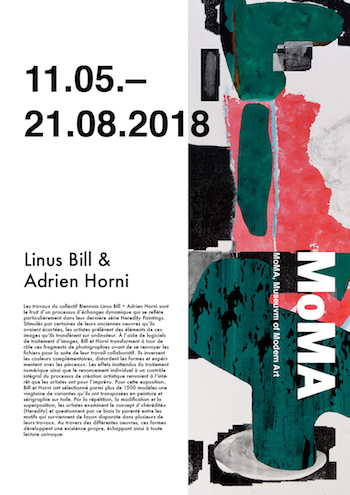 11.05.–
21.08.2018
Linus Bill &
Adrien Horni
Les travaux du collectif Biennois Linus Bill + Adrien Horni sont
le fruit d'un processus d'échanges dynamique qui se reflète
particulièrement dans leur dernière série Heredity Paintings.
Stimulés par certaines de leurs anciennes oeuvres qu'ils
avaient écartées, les artistes prélèvent des éléments de ces
images qu'ils transfèrent sur ordinateur. À l'aide de logiciels
de traitement d'images, Bill et Horni transforment à tour de
rôle ces fragments de photographies avant de se renvoyer les
fichiers pour la suite de leur travail collaboratif. Ils inversent
les couleurs complémentaires, distordent les formes et expéri-
mentent avec les pinceaux. Les effets inattendus du traitement
numérique ainsi que le renoncement individuel à un contrôle
intégral du processus de création artistique renvoient à l'inté-
rêt que les artistes ont pour l'imprévu. Pour cette exposition,
Bill et Horni ont sélectionné parmi plus de 1500 modèles une
vingtaine de variantes qu'ils ont transposées en peinture et
sérigraphie sur toile. Par la répétition, la modification et la
superposition, les artistes examinent le concept d'«hérédité»
(Heredity) et questionnent par ce biais la parenté entre les
motifs qui surviennent de façon disparate dans plusieurs de
leurs travaux. Au travers des différentes oeuvres, ces formes
développent une existence propre, échappant ainsi à toute
lecture univoque.
MoMA
MoMA, Museuvm of Modern Art